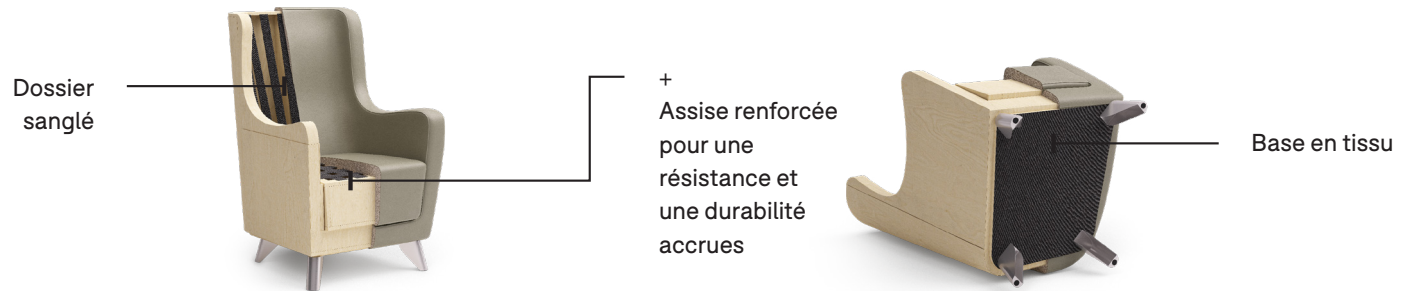 Dossier
sanglé
+
Assise renforcée
pour une
résistance et
une durabilité
accrues
Base en tissu